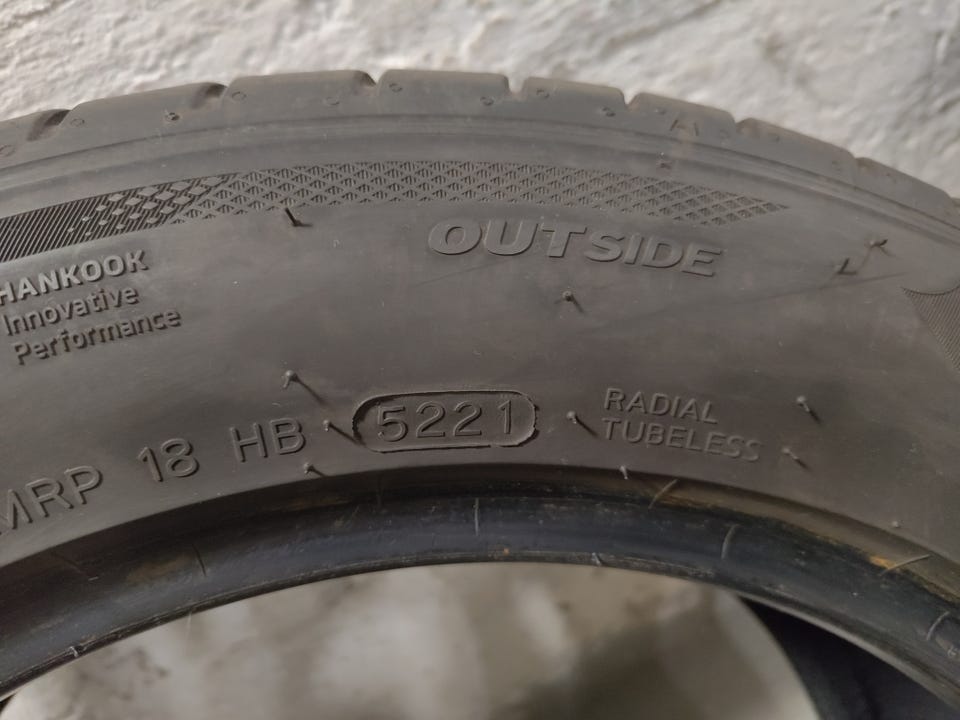 OUTSIDE
HANKOOK
Innovative
Performance
MRP 18 HB 5221
RADIAL
TUBELESS